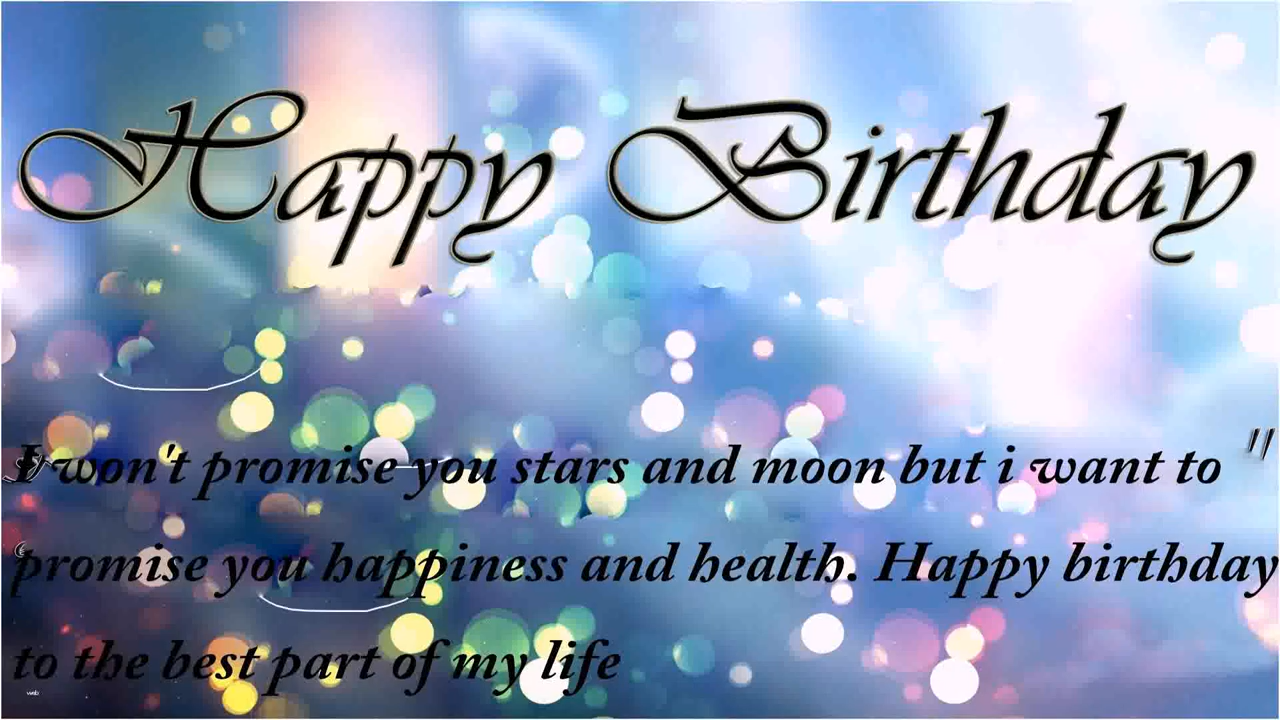 Happy Birthday
I won't promise you stars and moon but i want to "
promise you happiness and health. Happy birthday
to the best part of my life
web